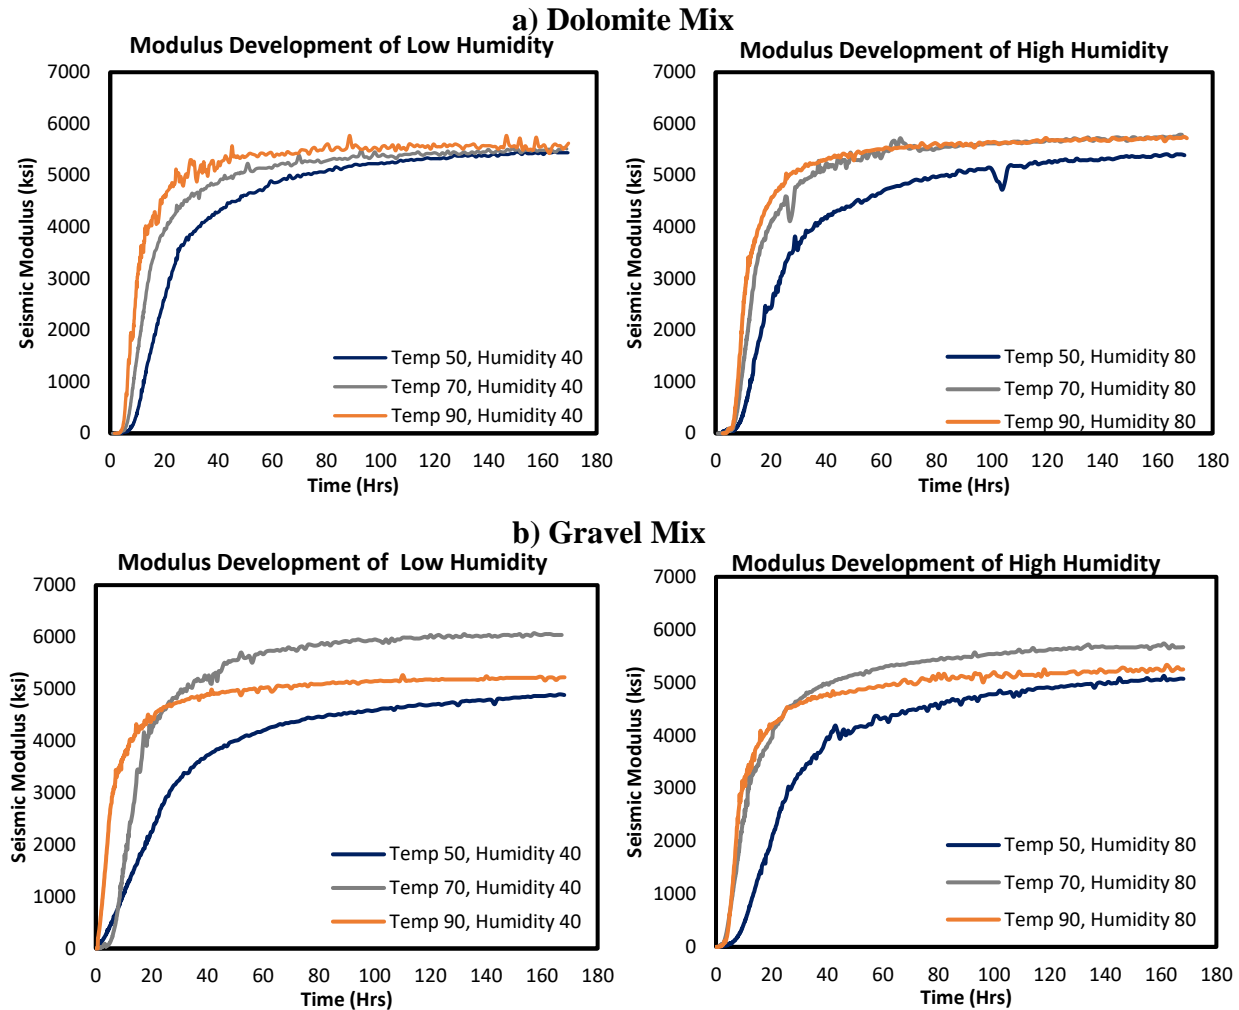 a) Dolomite Mix
Modulus Development of Low Humidity
Seismic Modulus (ksi)
7000
6000
5000
4000
3000
2000
1000
0
Temp 50, Humidity 40
Temp 70, Humidity 40
Temp 90, Humidity 40
0 20 40 60 80 100 120 140 160 180
Time (Hrs)
Modulus Development of High Humidity
Seismic Modulus (ksi)
7000
6000
5000
4000
3000
2000
1000
0
Temp 50, Humidity 80
Temp 70, Humidity 80
Temp 90, Humidity 80
0 20 40 60 80 100 120 140 160 180
Time (Hrs)
b) Gravel Mix
Modulus Development of Low Humidity
Seismic Modulus (ksi)
7000
6000
5000
4000
3000
2000
1000
0
Temp 50, Humidity 40
Temp 70, Humidity 40
Temp 90, Humidity 40
0 20 40 60 80 100 120 140 160 180
Time (Hrs)
Modulus Development of High Humidity
Seismic Modulus (ksi)
7000
6000
5000
4000
3000
2000
1000
0
Temp 50, Humidity 80
Temp 70, Humidity 80
Temp 90, Humidity 80
0 20 40 60 80 100 120 140 160 180
Time (Hrs)